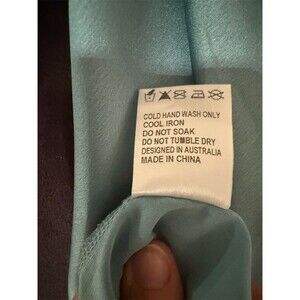 COLD HAND WASH ONLY
COOL IRON
DO NOT SOAK
DO NOT TUMBLE DRY
DESIGNED IN AUSTRALIA
MADE IN CHINA